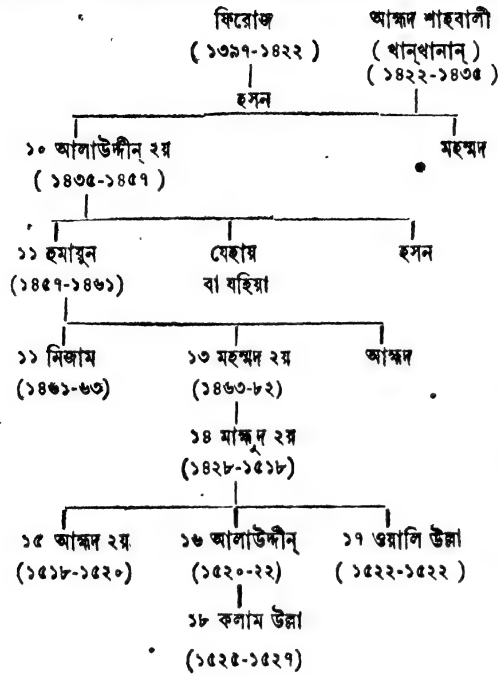 ফিরোজ আহ্মদ শাহবালী
(১৩৯৭-১৪২২) (খান্‌খানান্)
(১৪২২-১৪৩৫)
হসন
১০ আলাউদ্দীন্ ২য় মহম্মদ
(১৪৩৫-১৪৫৭)
১১ হুমায়ূন যেহায় হসন
(১৪৫৭-১৪৬১) বা যহিয়া
১১ নিজাম ১৩ মহম্মদ ২য় আহ্মদ
(১৪৬১-৬৩) (১৪৬৩-৮২)
১৪ মাহ্মূদ ২য়
(১৪২৮-১৫১৮)
১৫ আহ্মদ ২য় ১৬ আলাউদ্দীন্ ১৭ ওয়ালি উল্লা
(১৫১৮-১৫২০) (১৫২০-২২) (১৫২২-১৫২২)
১৮ কলাম উল্লা
(১৫২৫-১৫২৭)